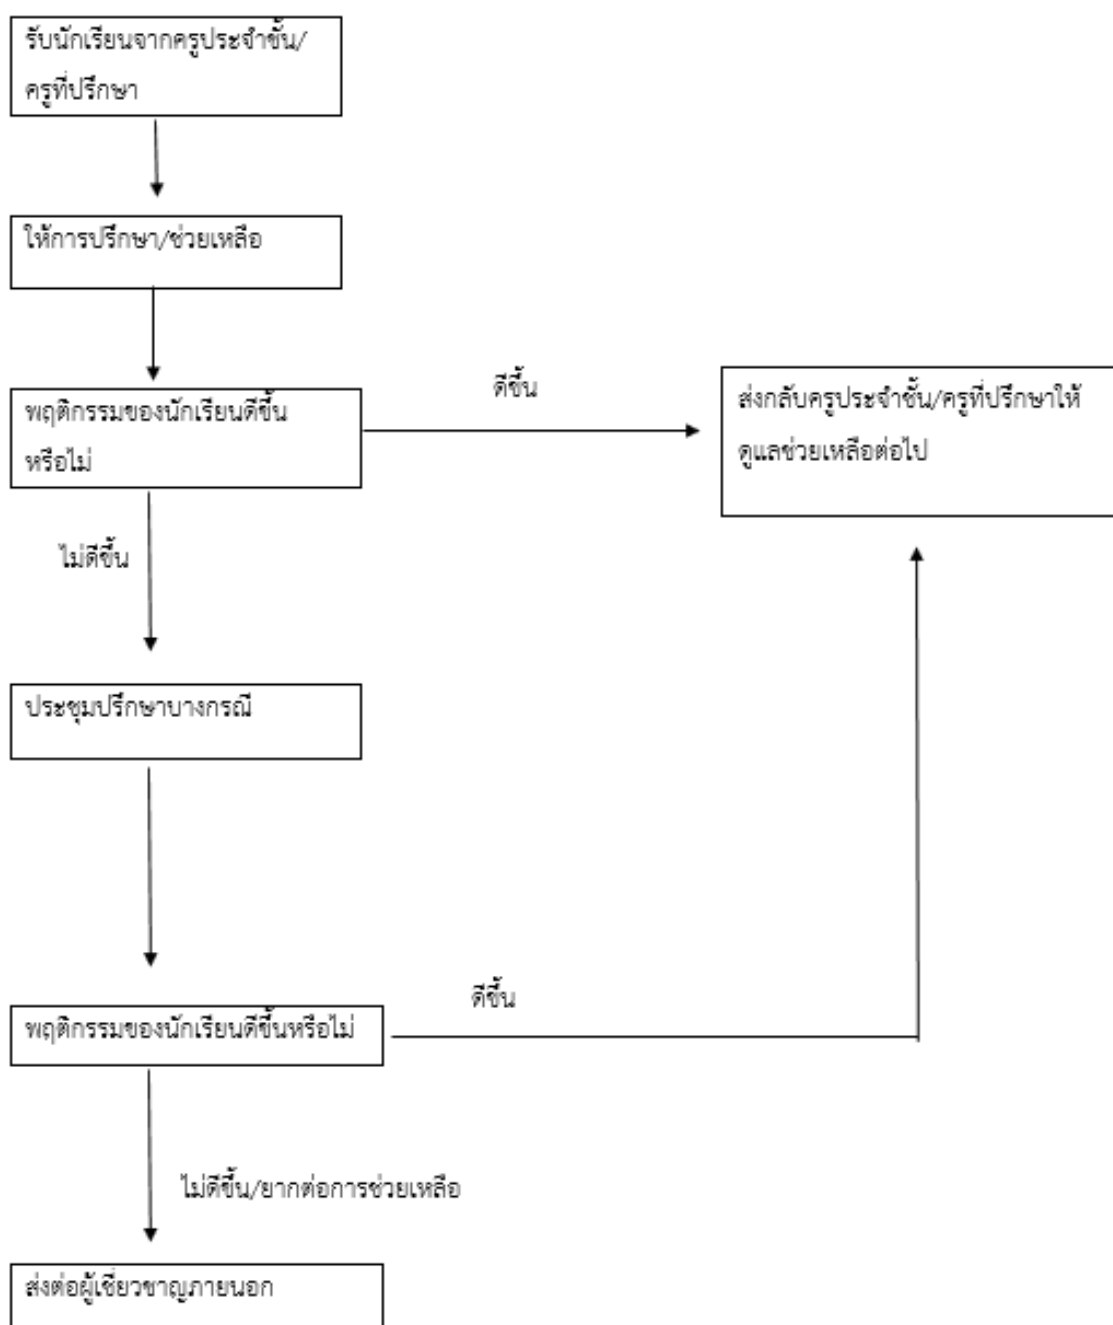 รับนักเรียนจากครูประจำชั้น/
ครูที่ปรึกษา
ให้การปรึกษา/ช่วยเหลือ
ดีขึ้น
พฤติกรรมของนักเรียนดีขึ้น
หรือไม่
ส่งกลับครูประจำชั้น/ครูที่ปรึกษาให้
ดูแลช่วยเหลือต่อไป
ไม่ดีขึ้น
ประชุมปรึกษาบางกรณี
ดีขึ้น
พฤติกรรมของนักเรียนดีขึ้นหรือไม่
ไม่ดีขึ้น/ยากต่อการช่วยเหลือ
ส่งต่อผู้เชี่ยวชาญภายนอก